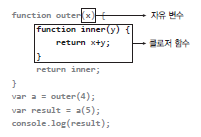 function outer(x) {
자유 변수
function inner(y) {
return x+y;
클로저 함수
}
return inner;
}
var a = outer(4);
var result = a(5);
console.log(result);